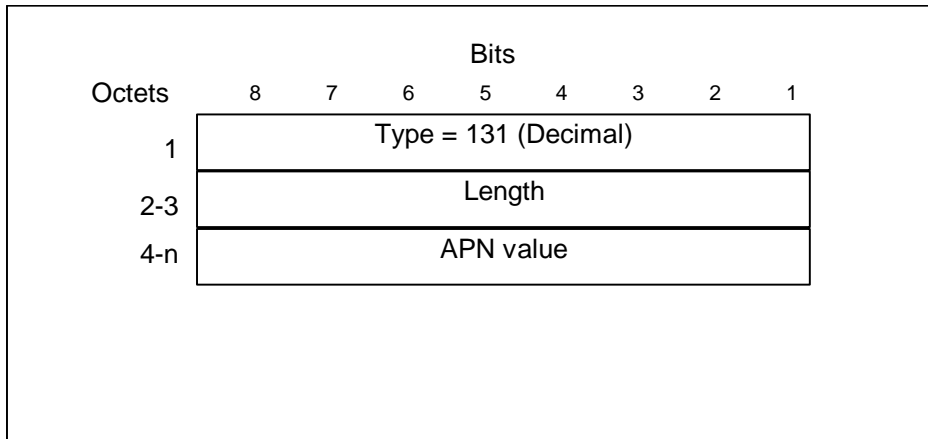 Bits
Octets 8 7 6 5 4 3 2 1
1 Type = 131 (Decimal)
2-3 Length
4-n APN value